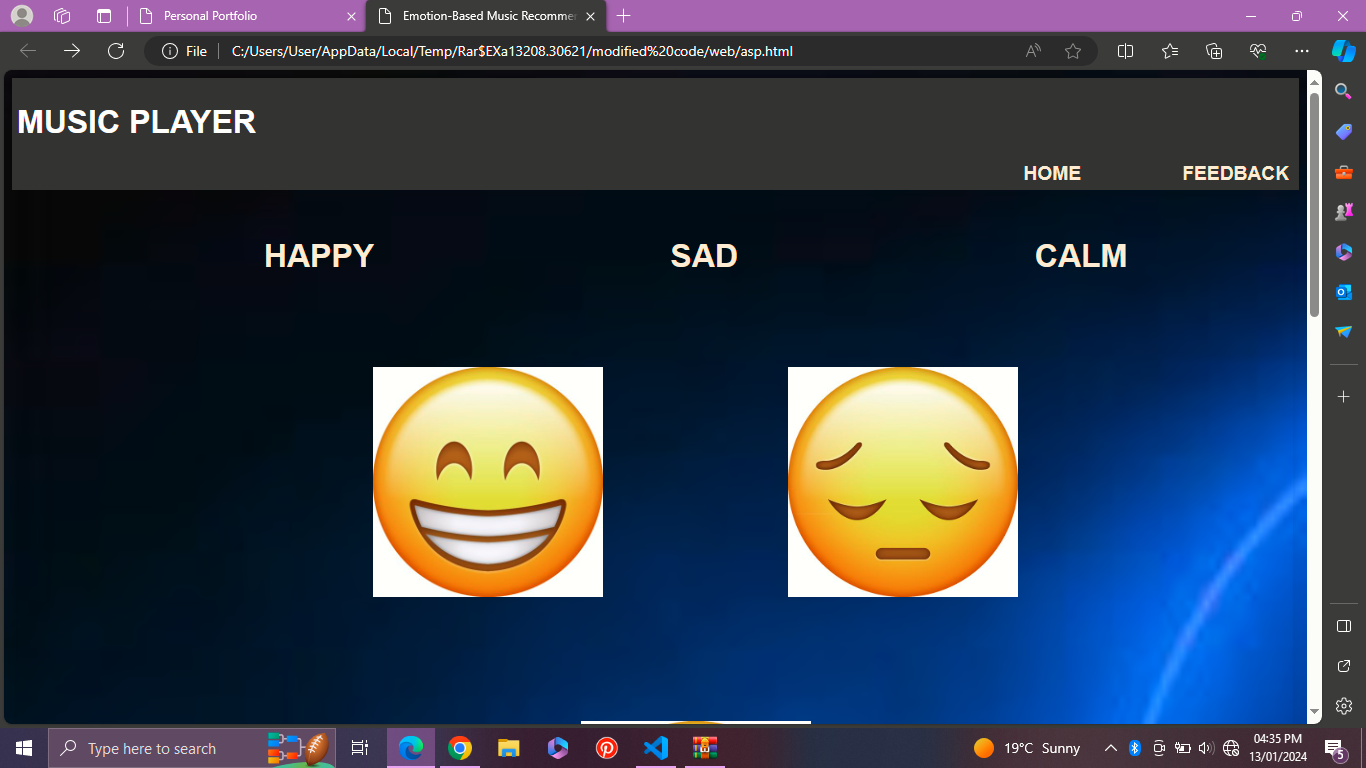 Personal Portfolio
Emotion-Based Music Recommen
File
C:/Users/User/AppData/Local/Temp/Rar$EXa13208.30621/modified%20code/web/asp.html
MUSIC PLAYER
HOME FEEDBACK
HAPPY SAD CALM
Type here to search
19°C Sunny
04:35 PM
13/01/2024
5